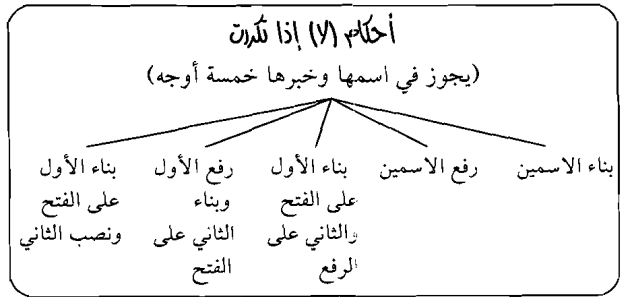 أحكام (لا) إذا تكررت
(يجوز في اسمها وخبرها خمسة أوجه)
بناء الاسمين
رفع الاسمين
بناء الأول
على الفتح
والثاني على
الرفع
رفع الأول
وبناء
الثاني على
الفتح
بناء الأول
على الفتح
ونصب الثاني